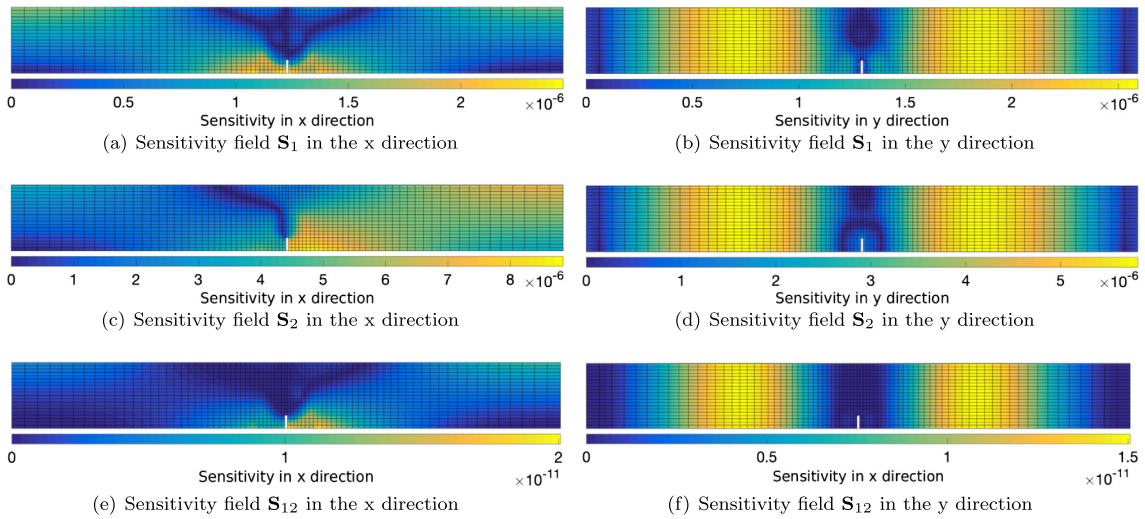 0 0.5 1 1.5 2 ×10⁻⁶
Sensitivity in x direction
(a) Sensitivity field S₁ in the x direction
0 1 2 ×10⁻⁶
Sensitivity in y direction
(b) Sensitivity field S₁ in the y direction
0 1 2 3 4 5 6 7 8 ×10⁻⁶
Sensitivity in x direction
(c) Sensitivity field S₂ in the x direction
0 1 2 3 4 5 ×10⁻⁶
Sensitivity in y direction
(d) Sensitivity field S₂ in the y direction
0 1 2
Sensitivity in x direction ×10⁻¹¹
(e) Sensitivity field S₁₂ in the x direction
0 0.5 1 1.5
Sensitivity in y direction ×10⁻¹¹
(f) Sensitivity field S₁₂ in the y direction